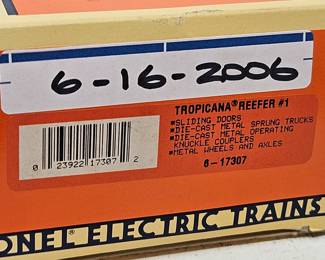 6-16-2006
TROPICANA® REEFER #1
*SLIDING DOORS
*DIE-CAST METAL SPRUNG TRUCKS
*DIE-CAST METAL OPERATING
KNUCKLE COUPLERS
*METAL WHEELS AND AXLES
6-17307
0 23922 17307 2
ONEL® ELECTRIC TRAINS